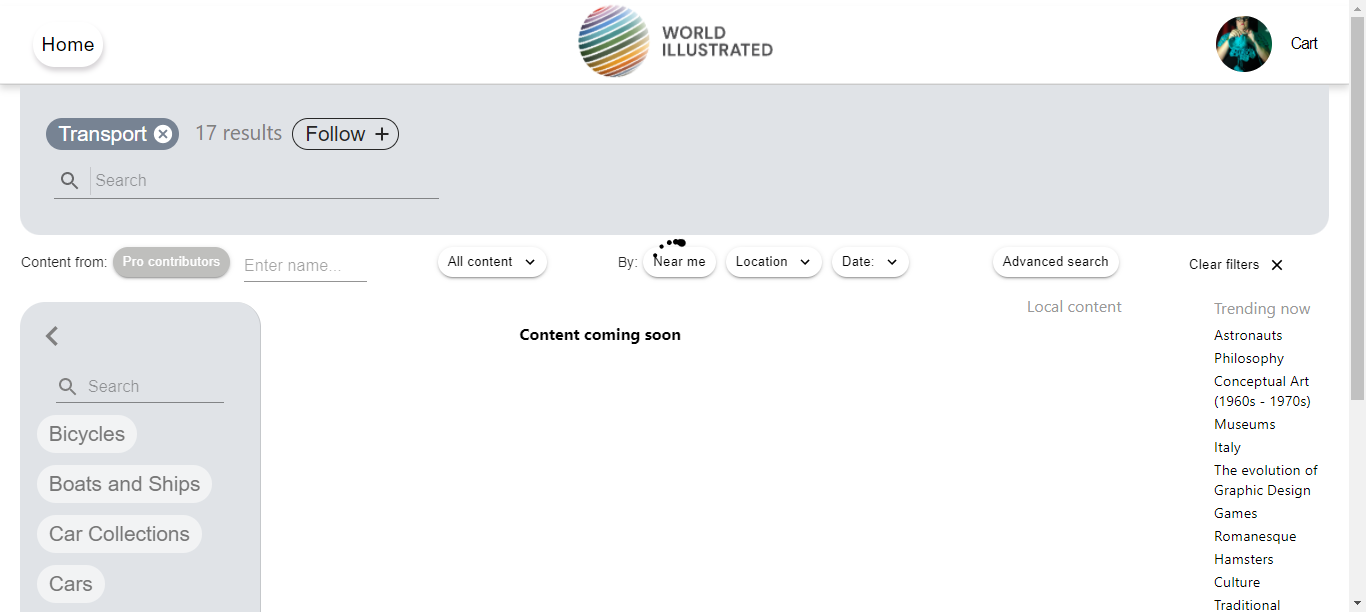 Home
WORLD
ILLUSTRATED
Cart
Transport
17 results
Follow +
Search
Content from:
Pro contributors
Enter name...
All content
By:
Near me
Location
Date:
Advanced search
Clear filters
Local content
Content coming soon
Search
Bicycles
Boats and Ships
Car Collections
Cars
Trending now
Astronauts
Philosophy
Conceptual Art
(1960s - 1970s)
Museums
Italy
The evolution of
Graphic Design
Games
Romanesque
Hamsters
Culture
Traditional